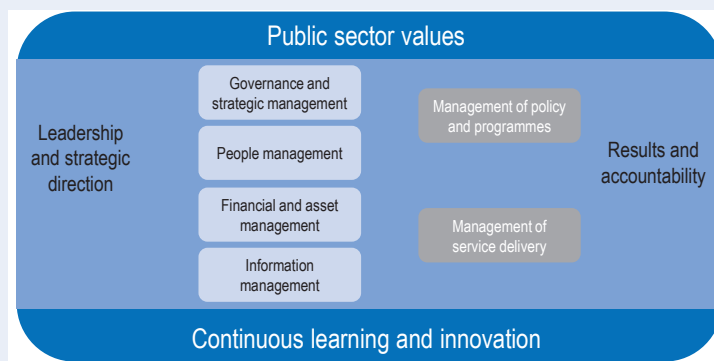 Public sector values
Leadership
and strategic
direction
Governance and
strategic management
People management
Financial and asset
management
Information
management
Management of policy
and programmes
Management of
service delivery
Results and
accountability
Continuous learning and innovation